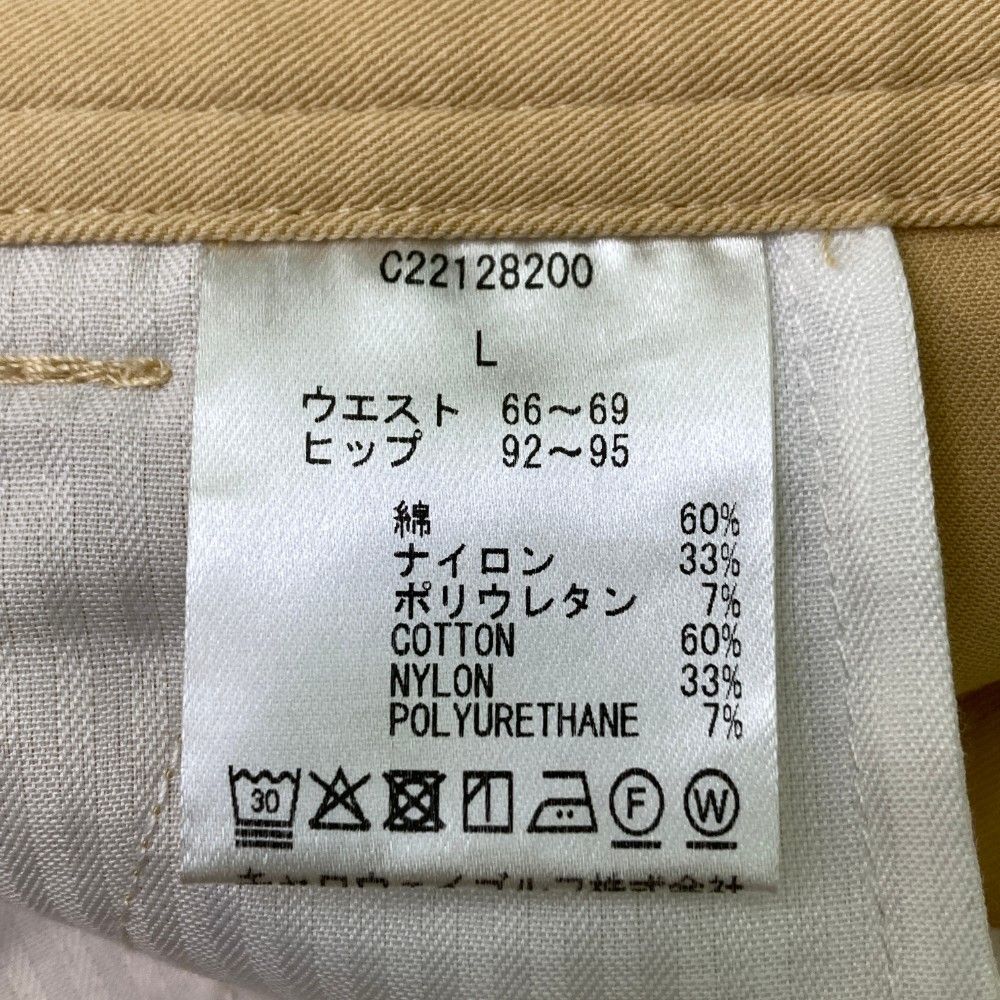 C22128200
L
ウエスト 66～69
ヒップ 92～95
綿 60%
ナイロン 33%
ポリウレタン 7%
COTTON 60%
NYLON 33%
POLYURETHANE 7%
30 F W